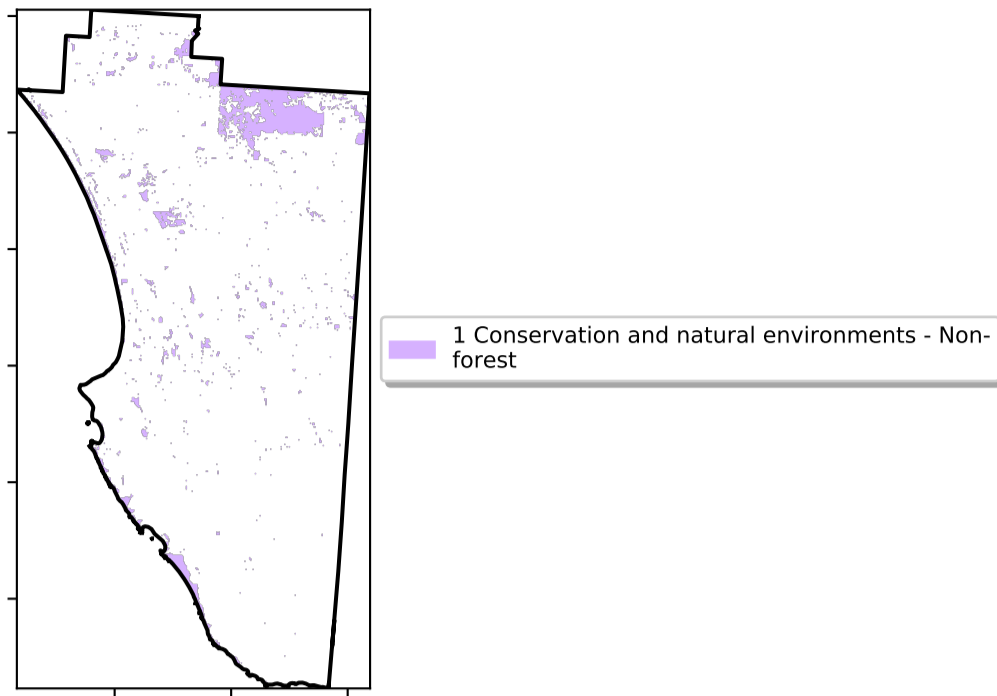 1 Conservation and natural environments - Non-
forest